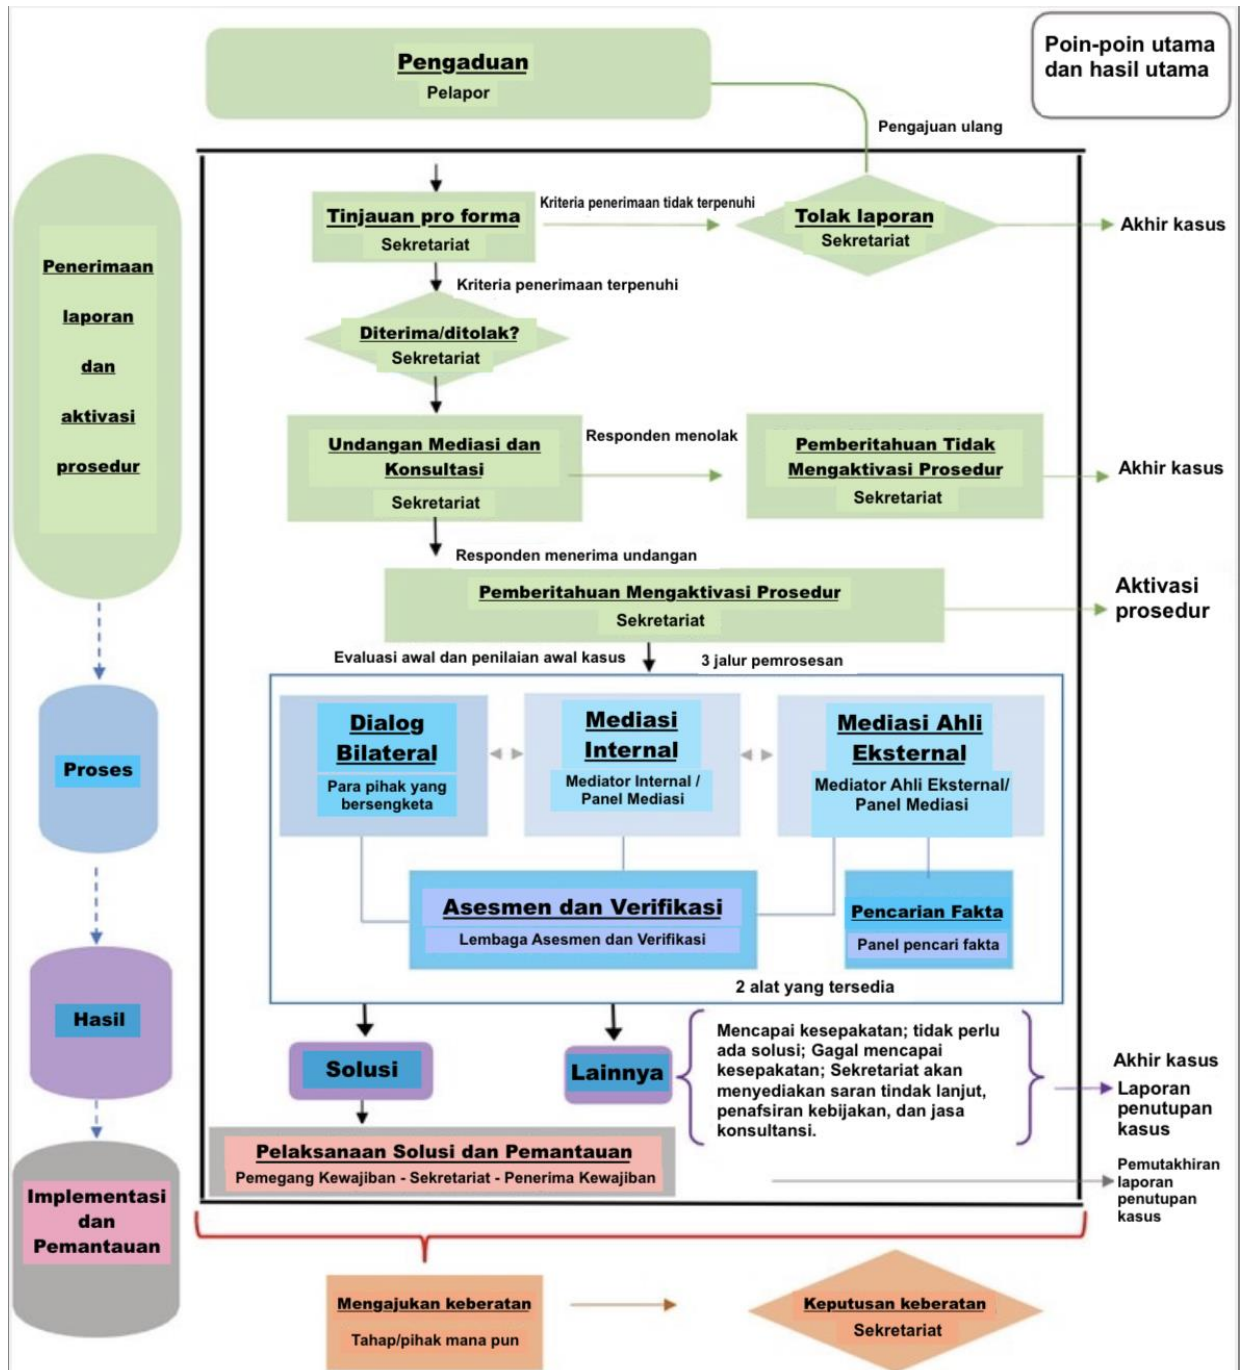 Poin-poin utama
dan hasil utama
Pengaduan
Pelapor
Pengajuan ulang
Penerimaan
laporan
dan
aktivasi
prosedur
Tinjauan pro forma
Sekretariat
Kriteria penerimaan tidak terpenuhi
Tolak laporan
Sekretariat
Akhir kasus
Kriteria penerimaan terpenuhi
Diterima/ditolak?
Sekretariat
Undangan Mediasi dan
Konsultasi
Sekretariat
Responden menolak
Pemberitahuan Tidak
Mengaktivasi Prosedur
Sekretariat
Akhir kasus
Responden menerima undangan
Pemberitahuan Mengaktivasi Prosedur
Sekretariat
Aktivasi
prosedur
Evaluasi awal dan penilaian awal kasus
3 jalur pemrosesan
Proses
Dialog
Bilateral
Para pihak yang
bersengketa
Mediasi
Internal
Mediator Internal /
Panel Mediasi
Mediasi Ahli
Eksternal
Mediator Ahli Eksternal/
Panel Mediasi
Asesmen dan Verifikasi
Lembaga Asesmen dan Verifikasi
Pencarian Fakta
Panel pencari fakta
2 alat yang tersedia
Hasil
Solusi
Lainnya
Mencapai kesepakatan; tidak perlu
ada solusi; Gagal mencapai
kesepakatan; Sekretariat akan
menyediakan saran tindak lanjut,
penafsiran kebijakan, dan jasa
konsultansi.
Akhir kasus
Laporan
penutupan
kasus
Implementasi
dan
Pemantauan
Pelaksanaan Solusi dan Pemantauan
Pemegang Kewajiban - Sekretariat - Penerima Kewajiban
Pemutakhiran
laporan
penutupan
kasus
Mengajukan keberatan
Tahap/pihak mana pun
Keputusan keberatan
Sekretariat